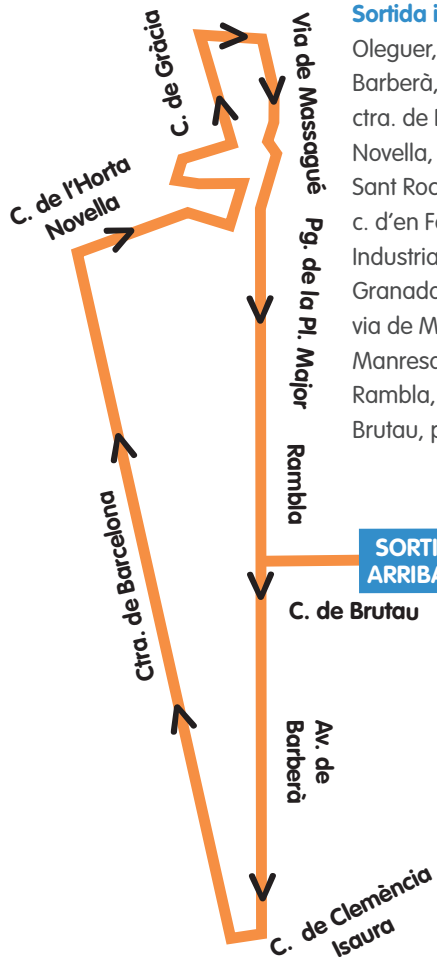 Sortida i
Oleguer,
Barberà,
ctra. de
Novella,
Sant Roc
c. d'en
Industria
Granado
via de M
Manresa
Rambla,
Brutau, p
C. de Gràcia
Via de Massagué
C. de l'Horta
Novella
Pg. de la Pl. Major
Rambla
SORTI
ARRIBA
C. de Brutau
Ctra. de Barcelona
Av. de
Barberà
C. de Clemència
Isaura